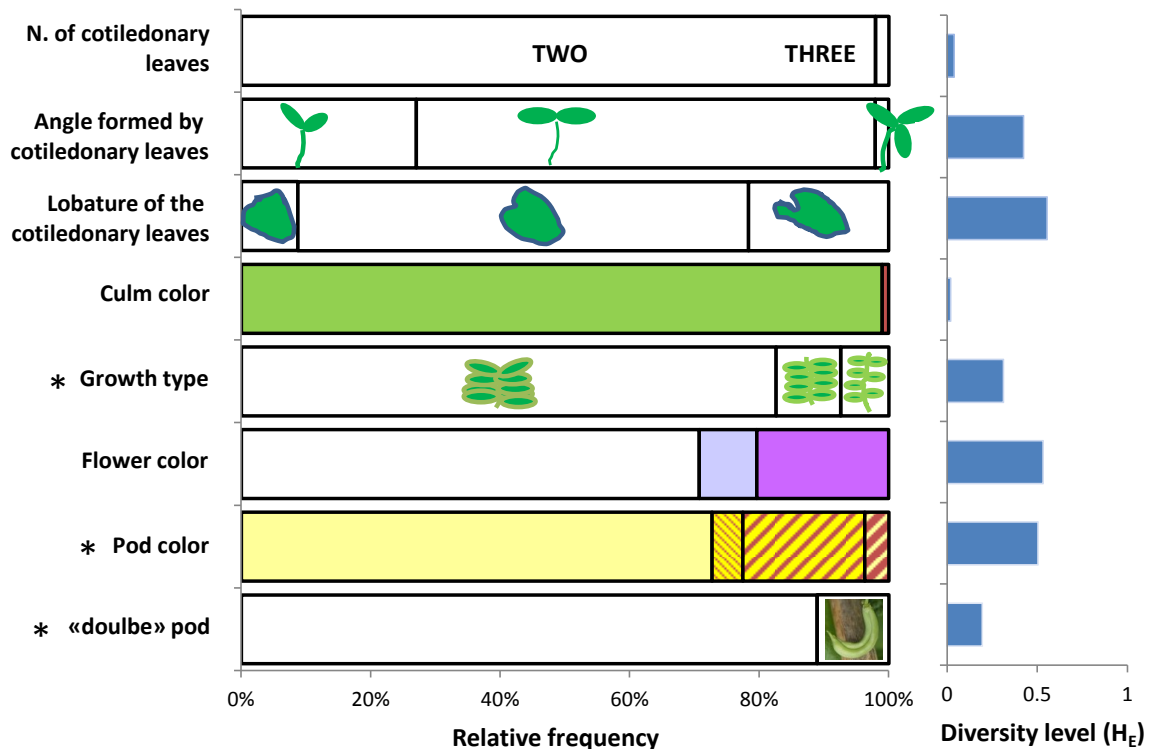 N. of cotiledonary
leaves
TWO
THREE
Angle formed by
cotiledonary leaves
Lobature of the
cotiledonary leaves
Culm color
* Growth type
Flower color
* Pod color
* «doulbe» pod
0%
20%
40%
60%
80%
100%
0
0.5
1
Relative frequency
Diversity level (HE)